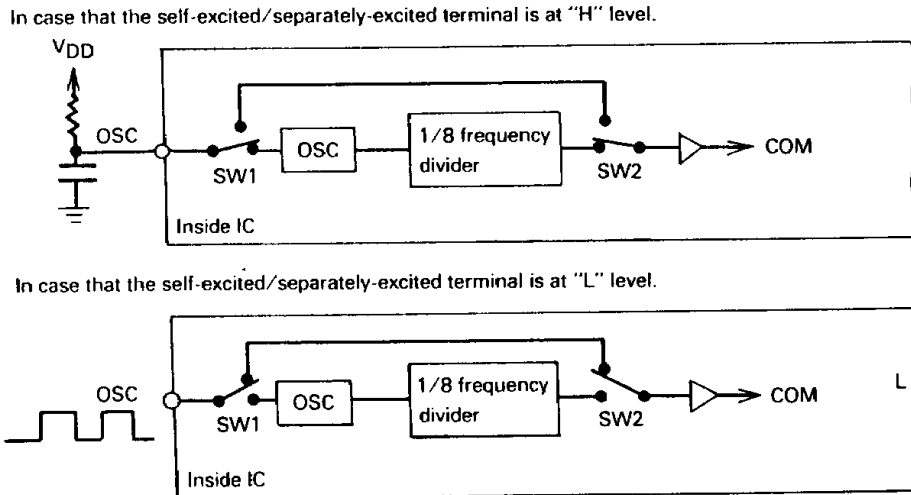 In case that the self-excited/separately-excited terminal is at "H" level.
VDD
OSC
SW1
OSC
1/8 frequency
divider
SW2
COM
Inside IC
In case that the self-excited/separately-excited terminal is at "L" level.
OSC
SW1
OSC
1/8 frequency
divider
SW2
COM
L
Inside IC